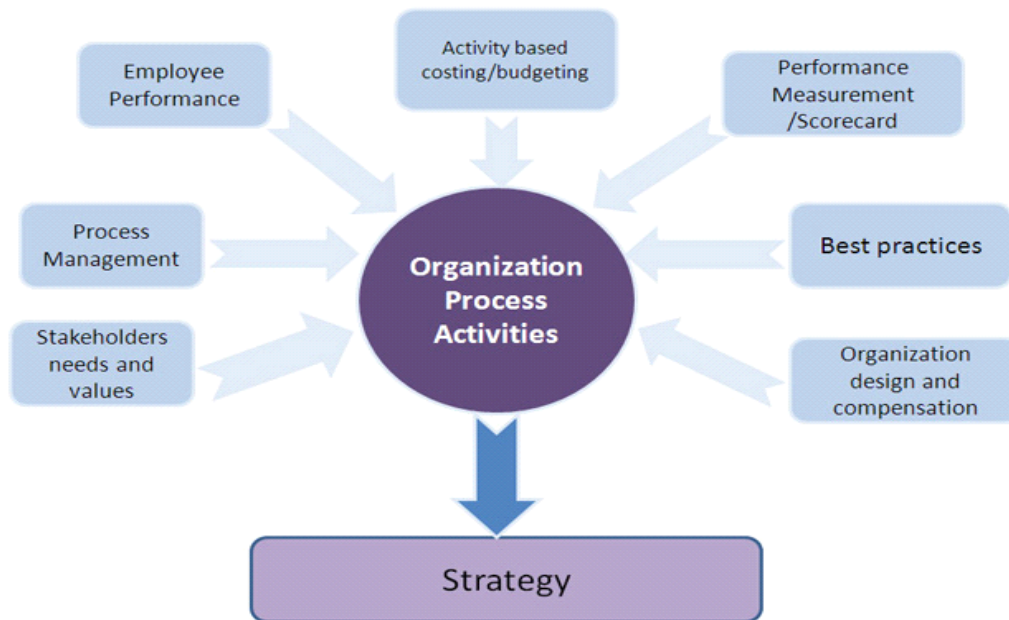 Employee
Performance
Activity based
costing/budgeting
Performance
Measurement
/Scorecard
Process
Management
Organization
Process
Activities
Best practices
Stakeholders
needs and
values
Organization
design and
compensation
Strategy